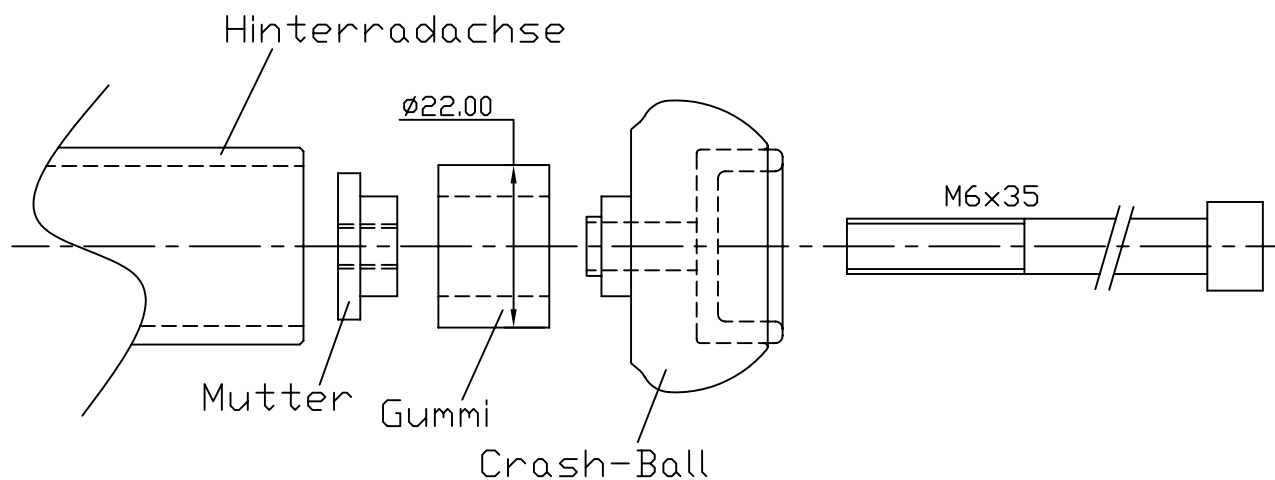 Hinterradachse
ø22.00
M6x35
Mutter
Gummi
Crash-Ball